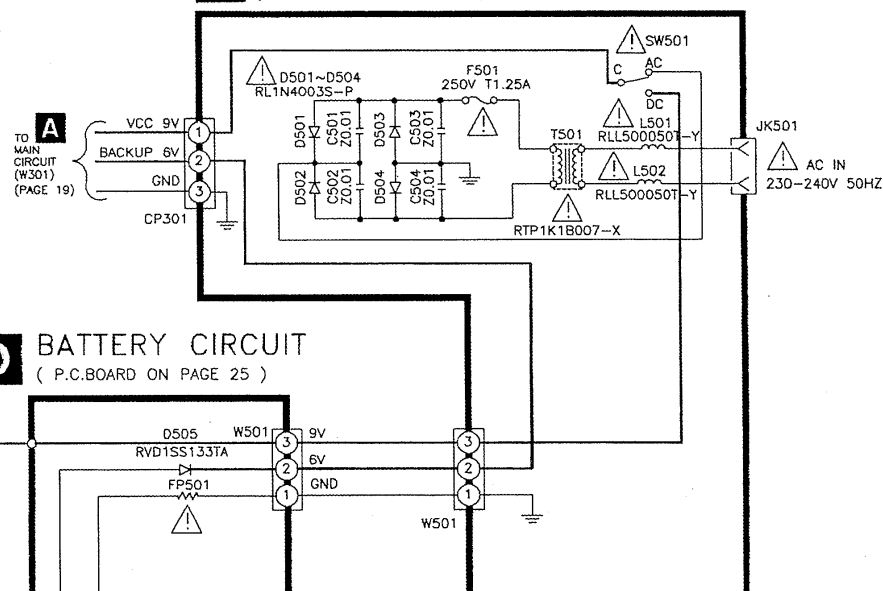 SW501
C
AC
DC
D501~D504
RL1N4003S-P
F501
250V T1.25A
L501
RLL500050T-Y
JK501
AC IN
230-240V 50HZ
T501
L502
RLL500050T-Y
RTP1K1B007-X
D501
C501
Z0.01
D503
C503
Z0.01
D502
C502
Z0.01
D504
C504
Z0.01
TO A
MAIN
CIRCUIT
(W301)
(PAGE 19)
VCC 9V 1
BACKUP 6V 2
GND 3
CP301
BATTERY CIRCUIT
( P.C.BOARD ON PAGE 25 )
D505
RVD1SS133TA
FP501
W501
3 9V 3
2 6V 2
1 GND 1
W501